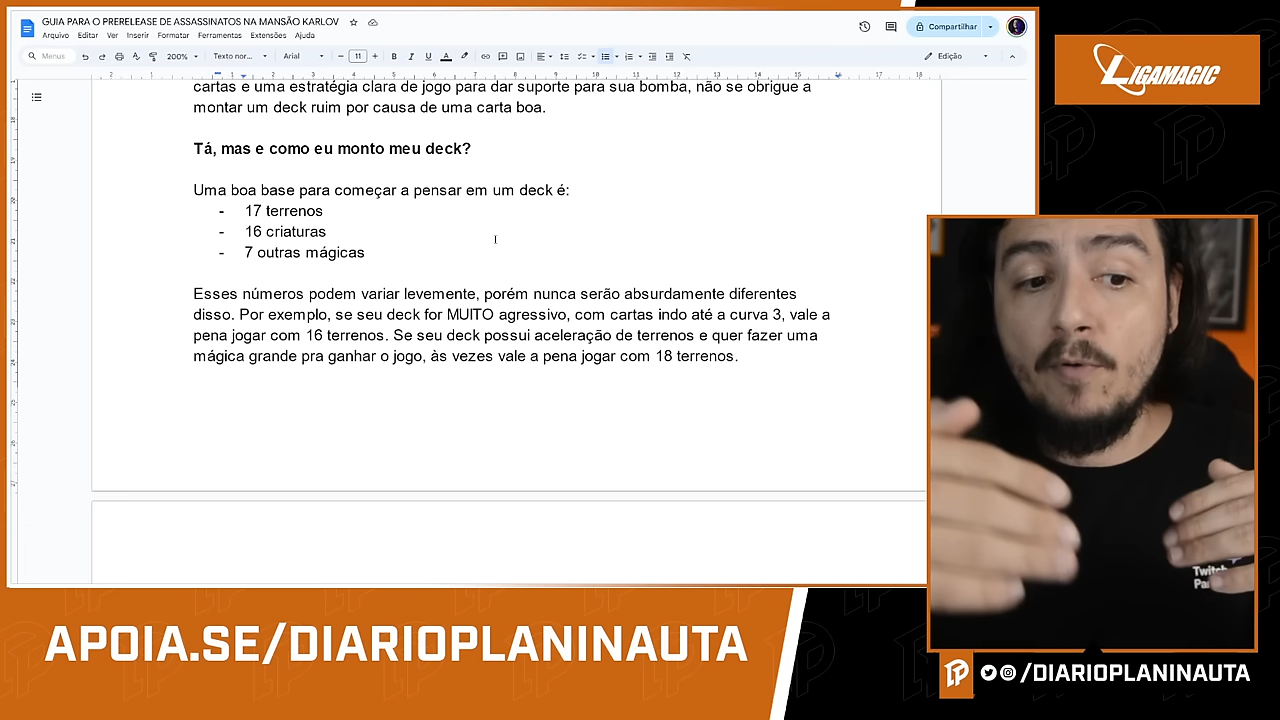 GUIA PARA O PRERELEASE DE ASSASSINATOS NA MANSÃO KARLOV
Arquivo Editar Ver Inserir Formatar Ferramentas Extensões Ajuda
Compartilhar
Menus 200% Texto nor... Arial 11 Edição
LIGAMAGIC
cartas e uma estratégia clara de jogo para dar suporte para sua bomba, não se obrigue a
montar um deck ruim por causa de uma carta boa.
Tá, mas e como eu monto meu deck?
Uma boa base para começar a pensar em um deck é:
- 17 terrenos
- 16 criaturas
- 7 outras mágicas
Esses números podem variar levemente, porém nunca serão absurdamente diferentes
disso. Por exemplo, se seu deck for MUITO agressivo, com cartas indo até a curva 3, vale a
pena jogar com 16 terrenos. Se seu deck possui aceleração de terrenos e quer fazer uma
mágica grande pra ganhar o jogo, às vezes vale a pena jogar com 18 terrenos.
Twitch
APOIA.SE/DIARIOPLANINAUTA
/DIARIOPLANINAUTA